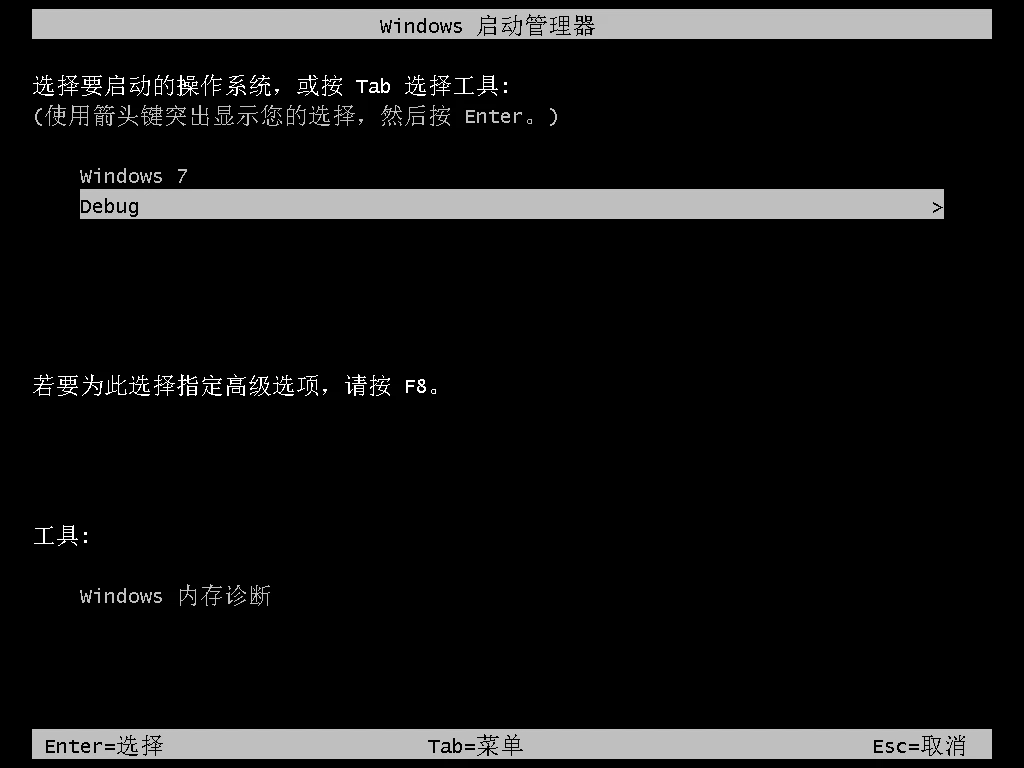 Windows 启动管理器
选择要启动的操作系统，或按 Tab 选择工具:
(使用箭头键突出显示您的选择，然后按 Enter。)
Windows 7
Debug >
若要为此选择指定高级选项，请按 F8。
工具:
Windows 内存诊断
Enter=选择 Tab=菜单 Esc=取消